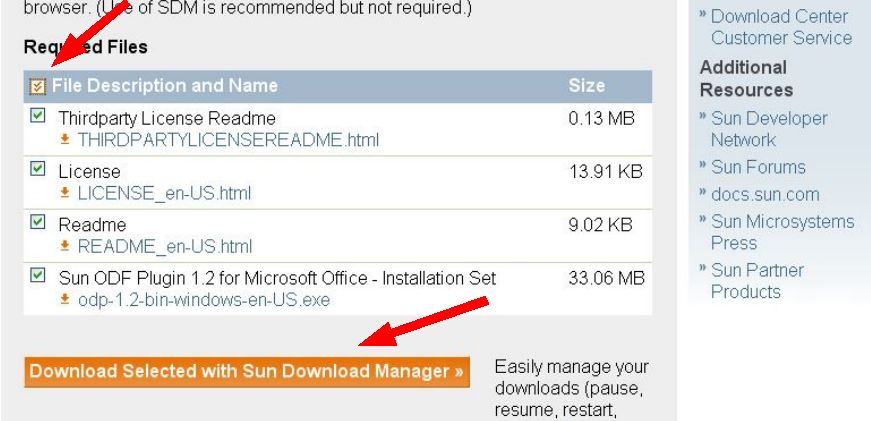 browser. (Use of SDM is recommended but not required.)
Required Files
File Description and Name Size
Thirdparty License Readme 0.13 MB
THIRDPARTYLICENSEREADME.html
License 13.91 KB
LICENSE_en-US.html
Readme 9.02 KB
README_en-US.html
Sun ODF Plugin 1.2 for Microsoft Office - Installation Set 33.06 MB
odp-1.2-bin-windows-en-US.exe
Download Selected with Sun Download Manager »
Easily manage your
downloads (pause,
resume, restart,
» Download Center
Customer Service
Additional
Resources
» Sun Developer
Network
» Sun Forums
» docs.sun.com
» Sun Microsystems
Press
» Sun Partner
Products